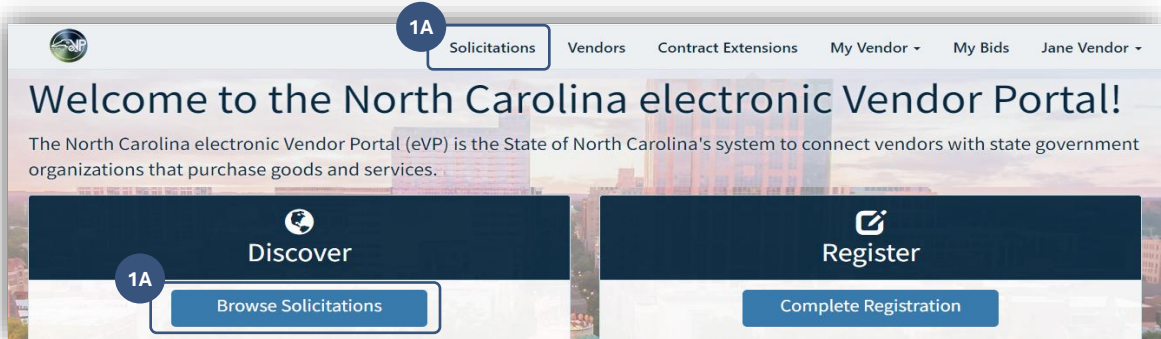 1A
eVP Solicitations Vendors Contract Extensions My Vendor My Bids Jane Vendor
Welcome to the North Carolina electronic Vendor Portal!
The North Carolina electronic Vendor Portal (eVP) is the State of North Carolina's system to connect vendors with state government
organizations that purchase goods and services.
Discover
Register
1A
Browse Solicitations
Complete Registration